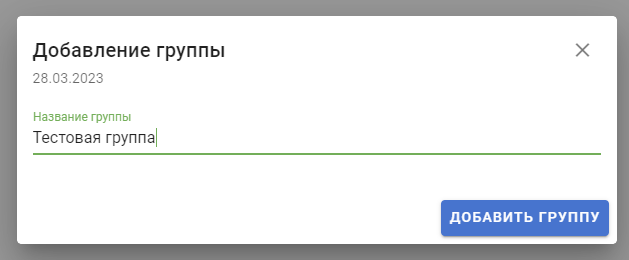 Добавление группы
28.03.2023
Название группы
Тестовая группа
ДОБАВИТЬ ГРУППУ